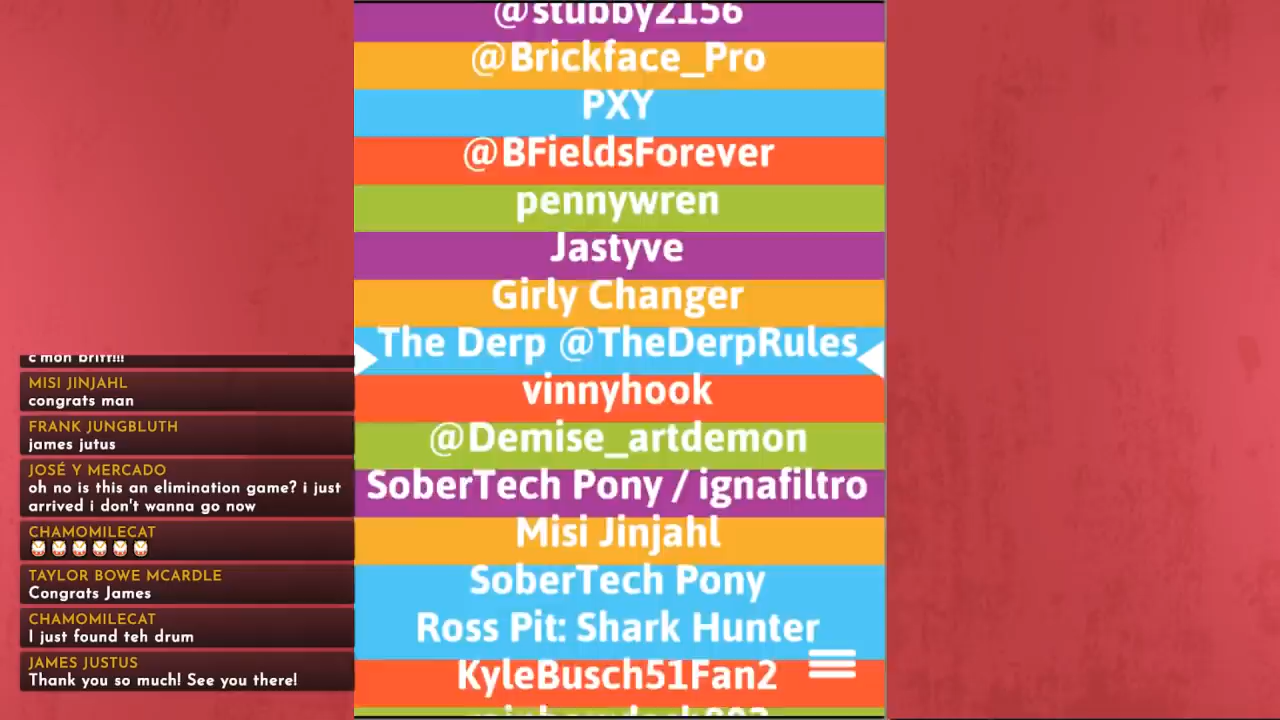 @stubby2156
@Brickface_Pro
PXY
@BFieldsForever
pennywren
Jastyve
Girly Changer
The Derp @TheDerpRules
vinnyhook
@Demise_artdemon
SoberTech Pony / ignafiltro
Misi Jinjahl
SoberTech Pony
Ross Pit: Shark Hunter
KyleBusch51Fan2
c'mon briff!!!
MISI JINJAHL
congrats man
FRANK JUNGBLUTH
james jutus
JOSÉ Y MERCADO
oh no is this an elimination game? i just
arrived i don't wanna go now
CHAMOMILECAT
TAYLOR BOWE MCARDLE
Congrats James
CHAMOMILECAT
I just found teh drum
JAMES JUSTUS
Thank you so much! See you there!